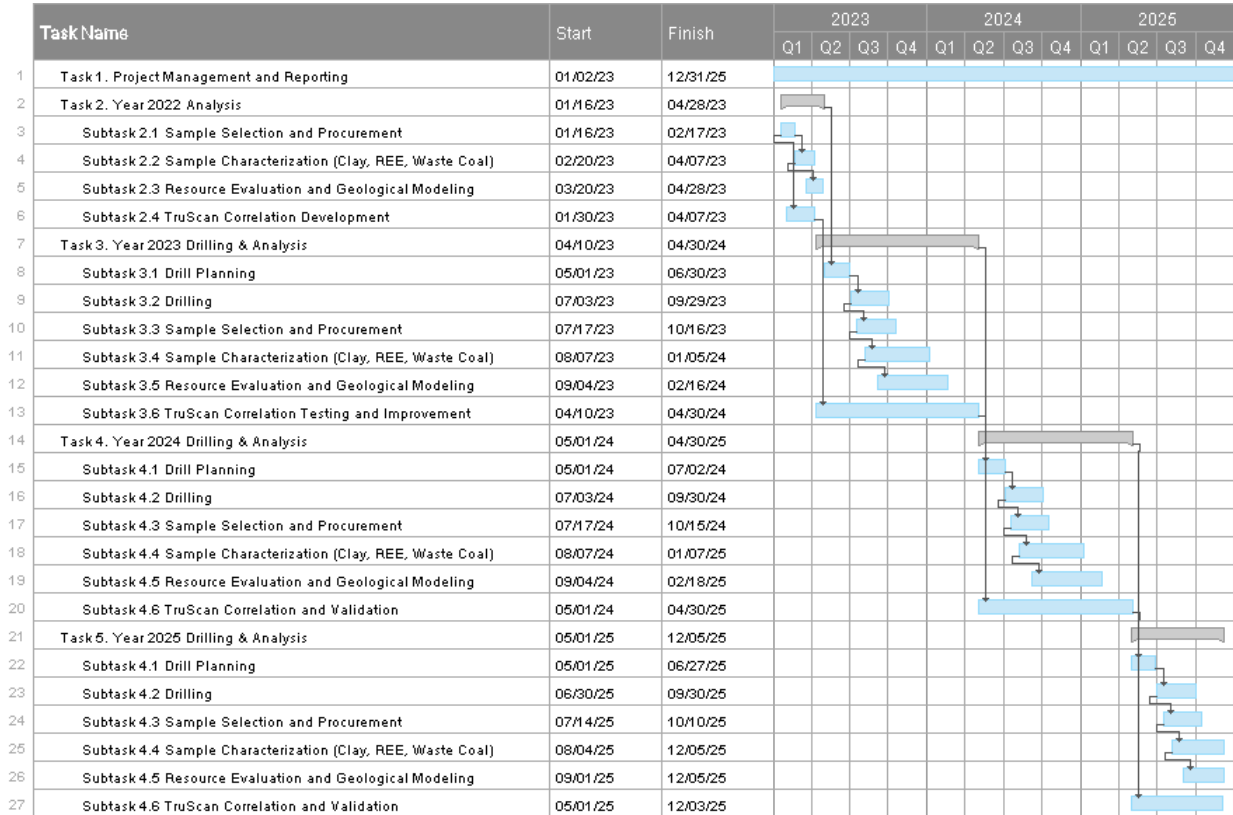 Task Name Start Finish 2023 2024 2025
Q1 Q2 Q3 Q4 Q1 Q2 Q3 Q4 Q1 Q2 Q3 Q4
1 Task 1. Project Management and Reporting 01/02/23 12/31/25
2 Task 2. Year 2022 Analysis 01/16/23 04/28/23
3 Subtask 2.1 Sample Selection and Procurement 01/16/23 02/17/23
4 Subtask 2.2 Sample Characterization (Clay, REE, Waste Coal) 02/20/23 04/07/23
5 Subtask 2.3 Resource Evaluation and Geological Modeling 03/20/23 04/28/23
6 Subtask 2.4 TruScan Correlation Development 01/30/23 04/07/23
7 Task 3. Year 2023 Drilling & Analysis 04/10/23 04/30/24
8 Subtask 3.1 Drill Planning 05/01/23 06/30/23
9 Subtask 3.2 Drilling 07/03/23 09/29/23
10 Subtask 3.3 Sample Selection and Procurement 07/17/23 10/16/23
11 Subtask 3.4 Sample Characterization (Clay, REE, Waste Coal) 08/07/23 01/05/24
12 Subtask 3.5 Resource Evaluation and Geological Modeling 09/04/23 02/16/24
13 Subtask 3.6 TruScan Correlation Testing and Improvement 04/10/23 04/30/24
14 Task 4. Year 2024 Drilling & Analysis 05/01/24 04/30/25
15 Subtask 4.1 Drill Planning 05/01/24 07/02/24
16 Subtask 4.2 Drilling 07/03/24 09/30/24
17 Subtask 4.3 Sample Selection and Procurement 07/17/24 10/15/24
18 Subtask 4.4 Sample Characterization (Clay, REE, Waste Coal) 08/07/24 01/07/25
19 Subtask 4.5 Resource Evaluation and Geological Modeling 09/04/24 02/18/25
20 Subtask 4.6 TruScan Correlation and Validation 05/01/24 04/30/25
21 Task 5. Year 2025 Drilling & Analysis 05/01/25 12/05/25
22 Subtask 4.1 Drill Planning 05/01/25 06/27/25
23 Subtask 4.2 Drilling 06/30/25 09/30/25
24 Subtask 4.3 Sample Selection and Procurement 07/14/25 10/10/25
25 Subtask 4.4 Sample Characterization (Clay, REE, Waste Coal) 08/04/25 12/05/25
26 Subtask 4.5 Resource Evaluation and Geological Modeling 09/01/25 12/05/25
27 Subtask 4.6 TruScan Correlation and Validation 05/01/25 12/03/25